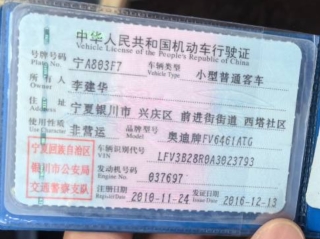 中华人民共和国机动车行驶证
Vehicle License of the People's Republic of China
号牌号码 宁A803F7 车辆类型 小型普通客车
Plate No. Vehicle Type
所有人 李建华
Owner
住址 宁夏银川市 兴庆区 前进街街道 西塔社区
Address
使用性质 非营运 品牌型号 奥迪牌FV6461ATG
Use Character Model
宁夏回族自治区 车辆识别代号 LFV3B28R0A3023793
VIN
银川市公安局 发动机号码 037697
Engine No.
交通警察支队 注册日期 2010-11-24 发证日期 2016-12-13
Register Date Issue Date